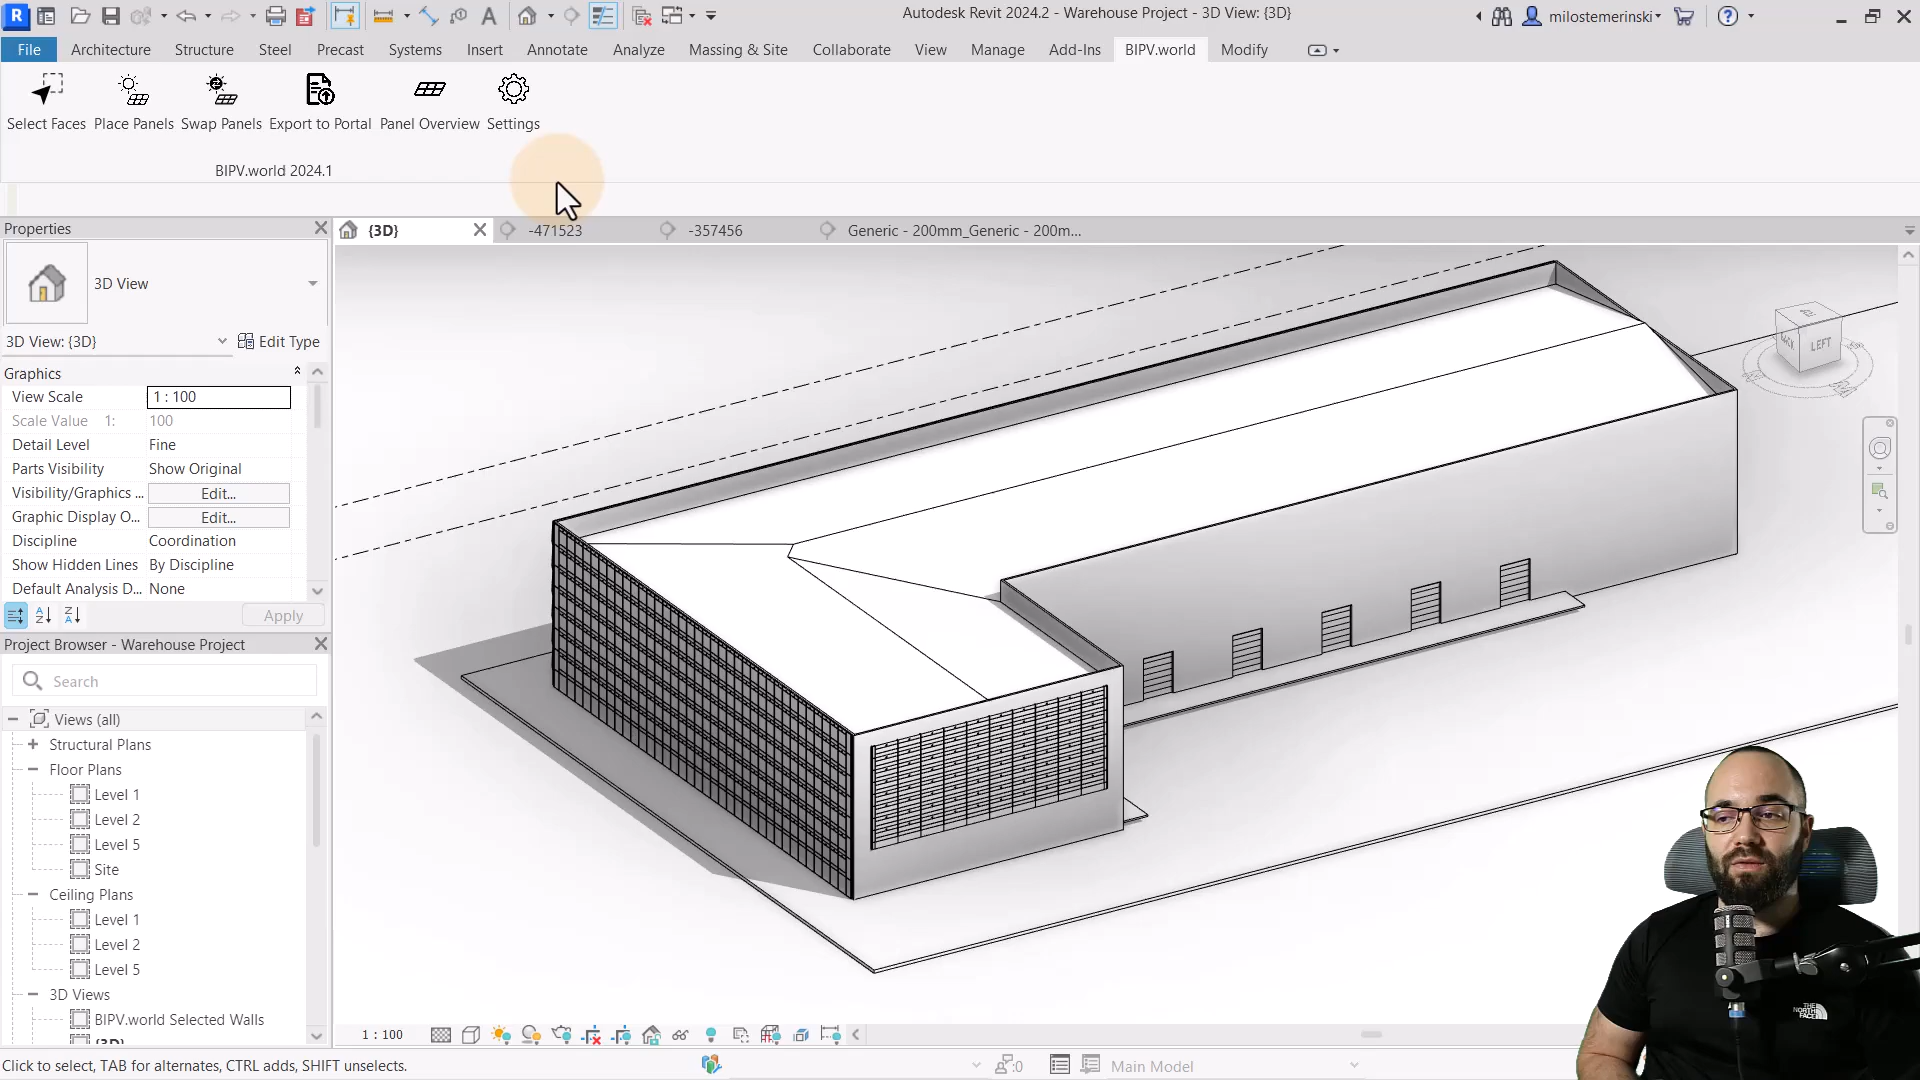 R
A
Autodesk Revit 2024.2 - Warehouse Project - 3D View: {3D}
milostemerinski
?
File Architecture Structure Steel Precast Systems Insert Annotate Analyze Massing & Site Collaborate View Manage Add-Ins BIPV.world Modify
Select Faces Place Panels Swap Panels Export to Portal Panel Overview Settings
BIPV.world 2024.1
Properties
{3D} -471523 -357456 Generic - 200mm_Generic - 200m...
3D View
3D View: {3D} Edit Type
Graphics
View Scale 1 : 100
Scale Value 1: 100
Detail Level Fine
Parts Visibility Show Original
Visibility/Graphics ... Edit...
Graphic Display O... Edit...
Discipline Coordination
Show Hidden Lines By Discipline
Default Analysis D... None
Apply
Project Browser - Warehouse Project
Search
Views (all)
Structural Plans
Floor Plans
Level 1
Level 2
Level 5
Site
Ceiling Plans
Level 1
Level 2
Level 5
3D Views
BIPV.world Selected Walls
{3D}
LEFT
THE NORTH FACE
1 : 100
Click to select, TAB for alternates, CTRL adds, SHIFT unselects.
:0
Main Model